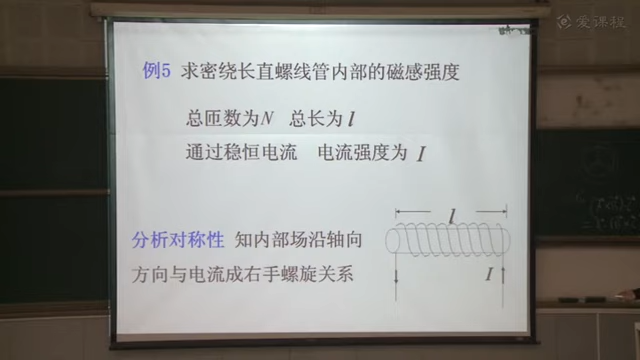 爱课程
例5 求密绕长直螺线管内部的磁感强度
总匝数为N 总长为l
通过稳恒电流 电流强度为 I
l
分析对称性 知内部场沿轴向
方向与电流成右手螺旋关系
I